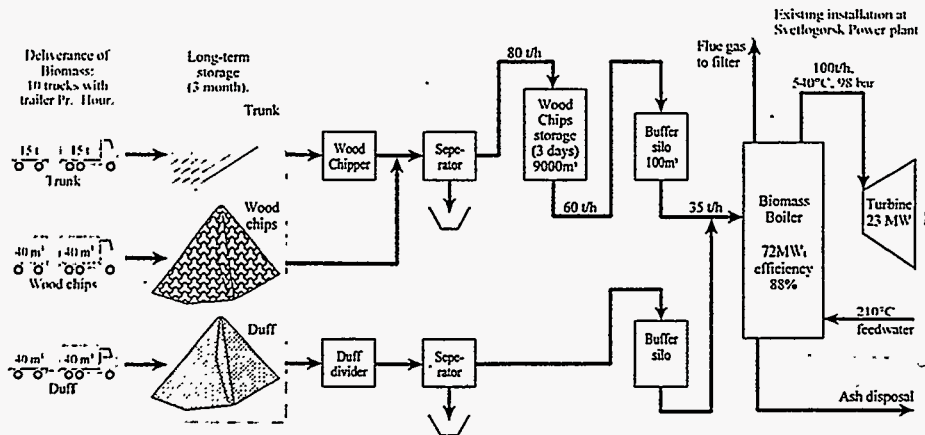 Deliverance of
Biomass:
10 trucks with
trailer Pr. Hour.
Long-term
storage
(3 month).
Trunk
15 t
15 t
Trunk
Wood
Chipper
Sepe-
rator
80 t/h
Wood
Chips
storage
(3 days)
9000m³
60 t/h
Buffer
silo
100m³
35 t/h
Flue gas
to filter
Existing installation at
Svetlogorsk Power plant
100t/h,
540°C, 98 bar
Biomass
Boiler
72MWt
efficiency
88%
Turbine
23 MW
210°C
feedwater
Ash disposal
Wood
chips
40 m³
40 m³
Wood chips
Duff
40 m³
40 m³
Duff
Duff
divider
Sepe-
rator
Buffer
silo